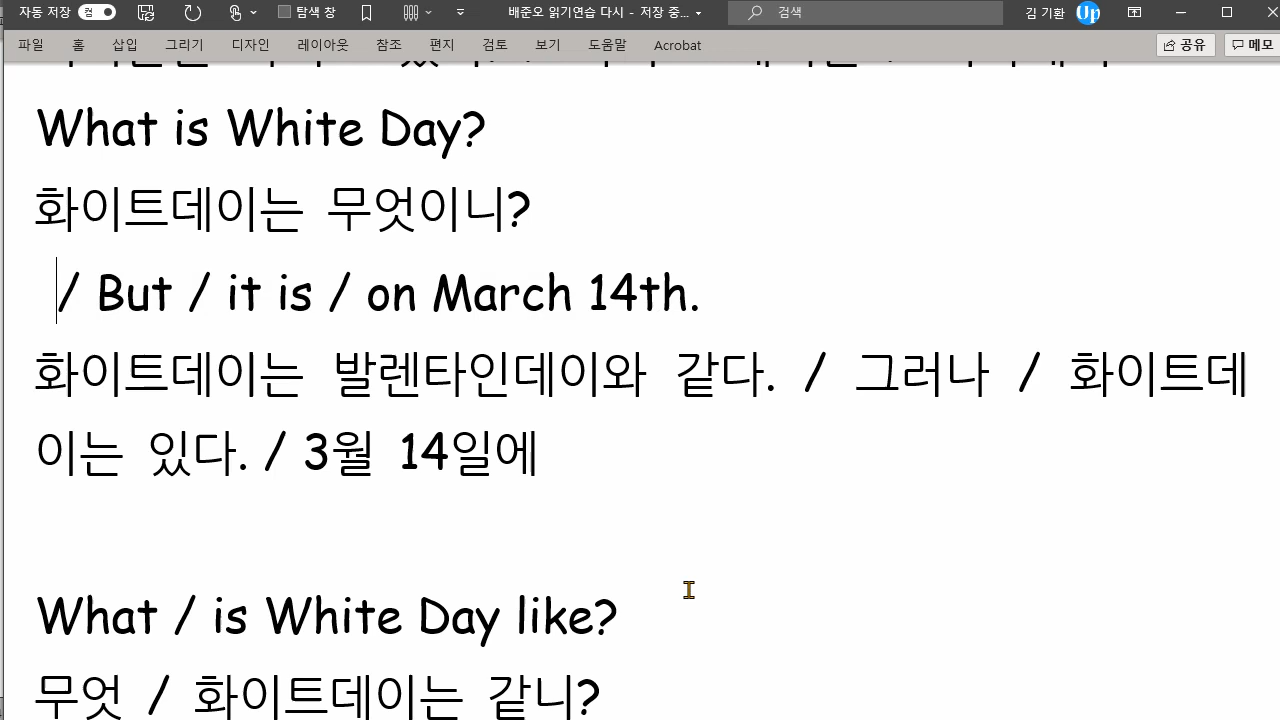 자동 저장 컴 탐색 창 배준오 읽기연습 다시 - 저장 중... 검색 김 기환 Up
파일 홈 삽입 그리기 디자인 레이아웃 참조 편지 검토 보기 도움말 Acrobat 공유 메모
What is White Day?
화이트데이는 무엇이니?
/ But / it is / on March 14th.
화이트데이는 발렌타인데이와 같다. / 그러나 / 화이트데
이는 있다. / 3월 14일에
What / is White Day like?
무엇 / 화이트데이는 같니?